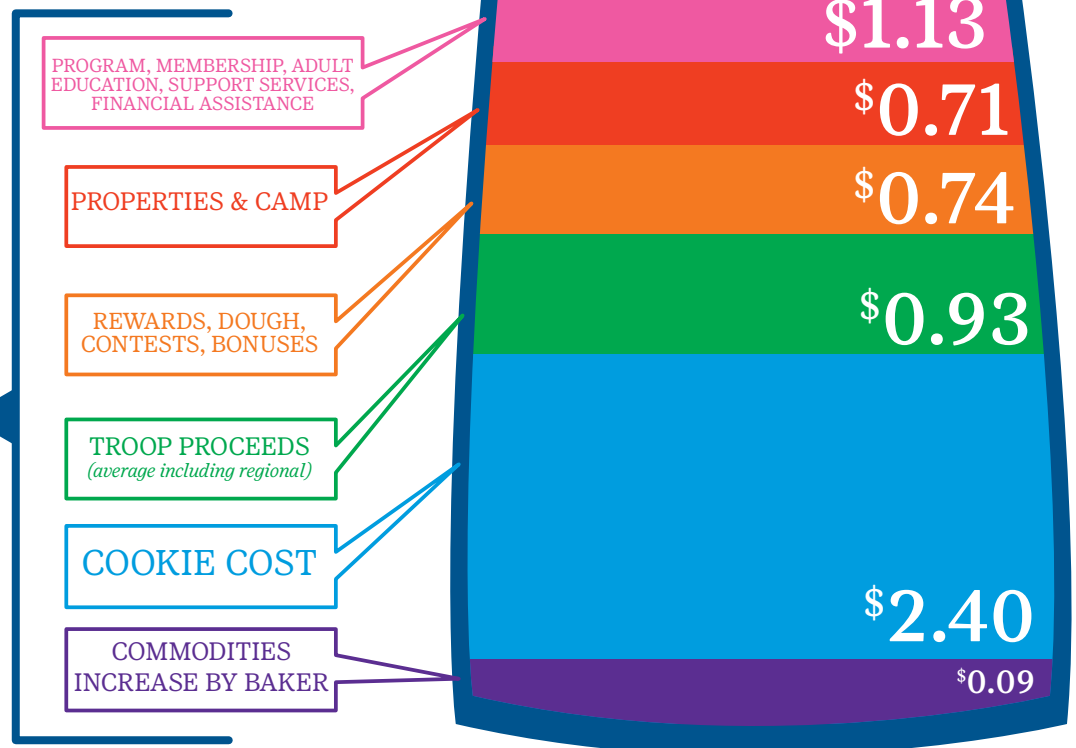 $1.13
PROGRAM, MEMBERSHIP, ADULT
EDUCATION, SUPPORT SERVICES,
FINANCIAL ASSISTANCE
$0.71
PROPERTIES & CAMP
$0.74
REWARDS, DOUGH,
CONTESTS, BONUSES
$0.93
TROOP PROCEEDS
(average including regional)
COOKIE COST
$2.40
COMMODITIES
INCREASE BY BAKER
$0.09